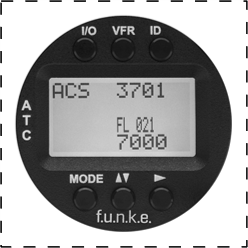 I/O VFR ID
ACS 3701
ATC
FL 021
7000
MODE
f.u.n.k.e.